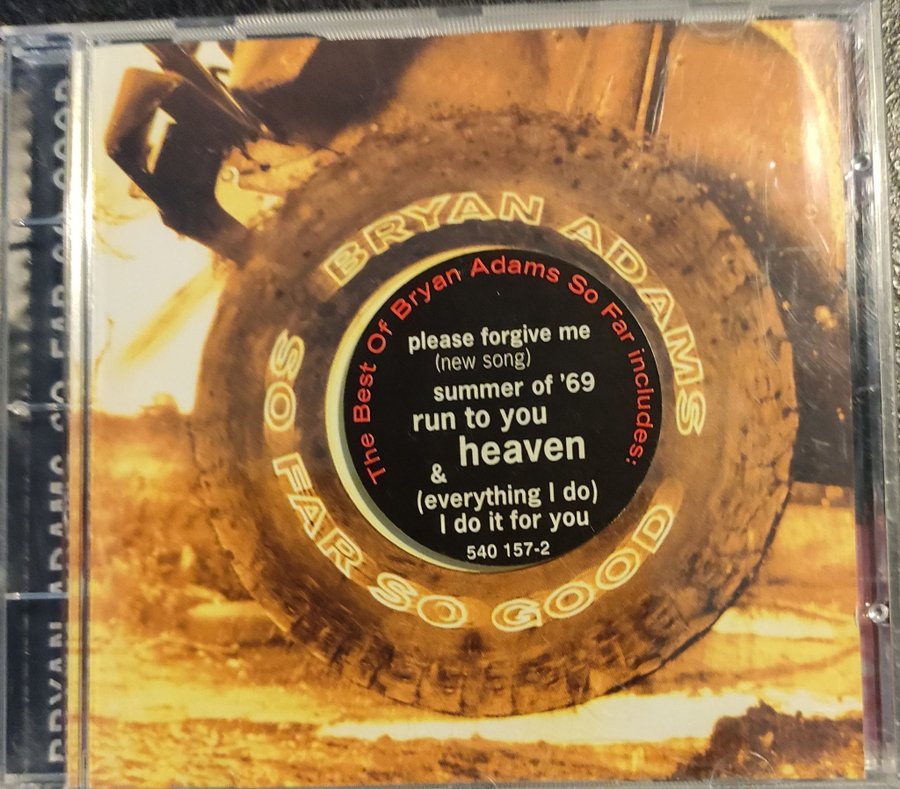 BRYAN ADAMS
SO FAR SO GOOD
The Best Of Bryan Adams So Far includes:
please forgive me
(new song)
summer of '69
run to you
heaven
&
(everything I do)
I do it for you
540 157-2
BRYAN ADAMS SO FAR SO GOOD